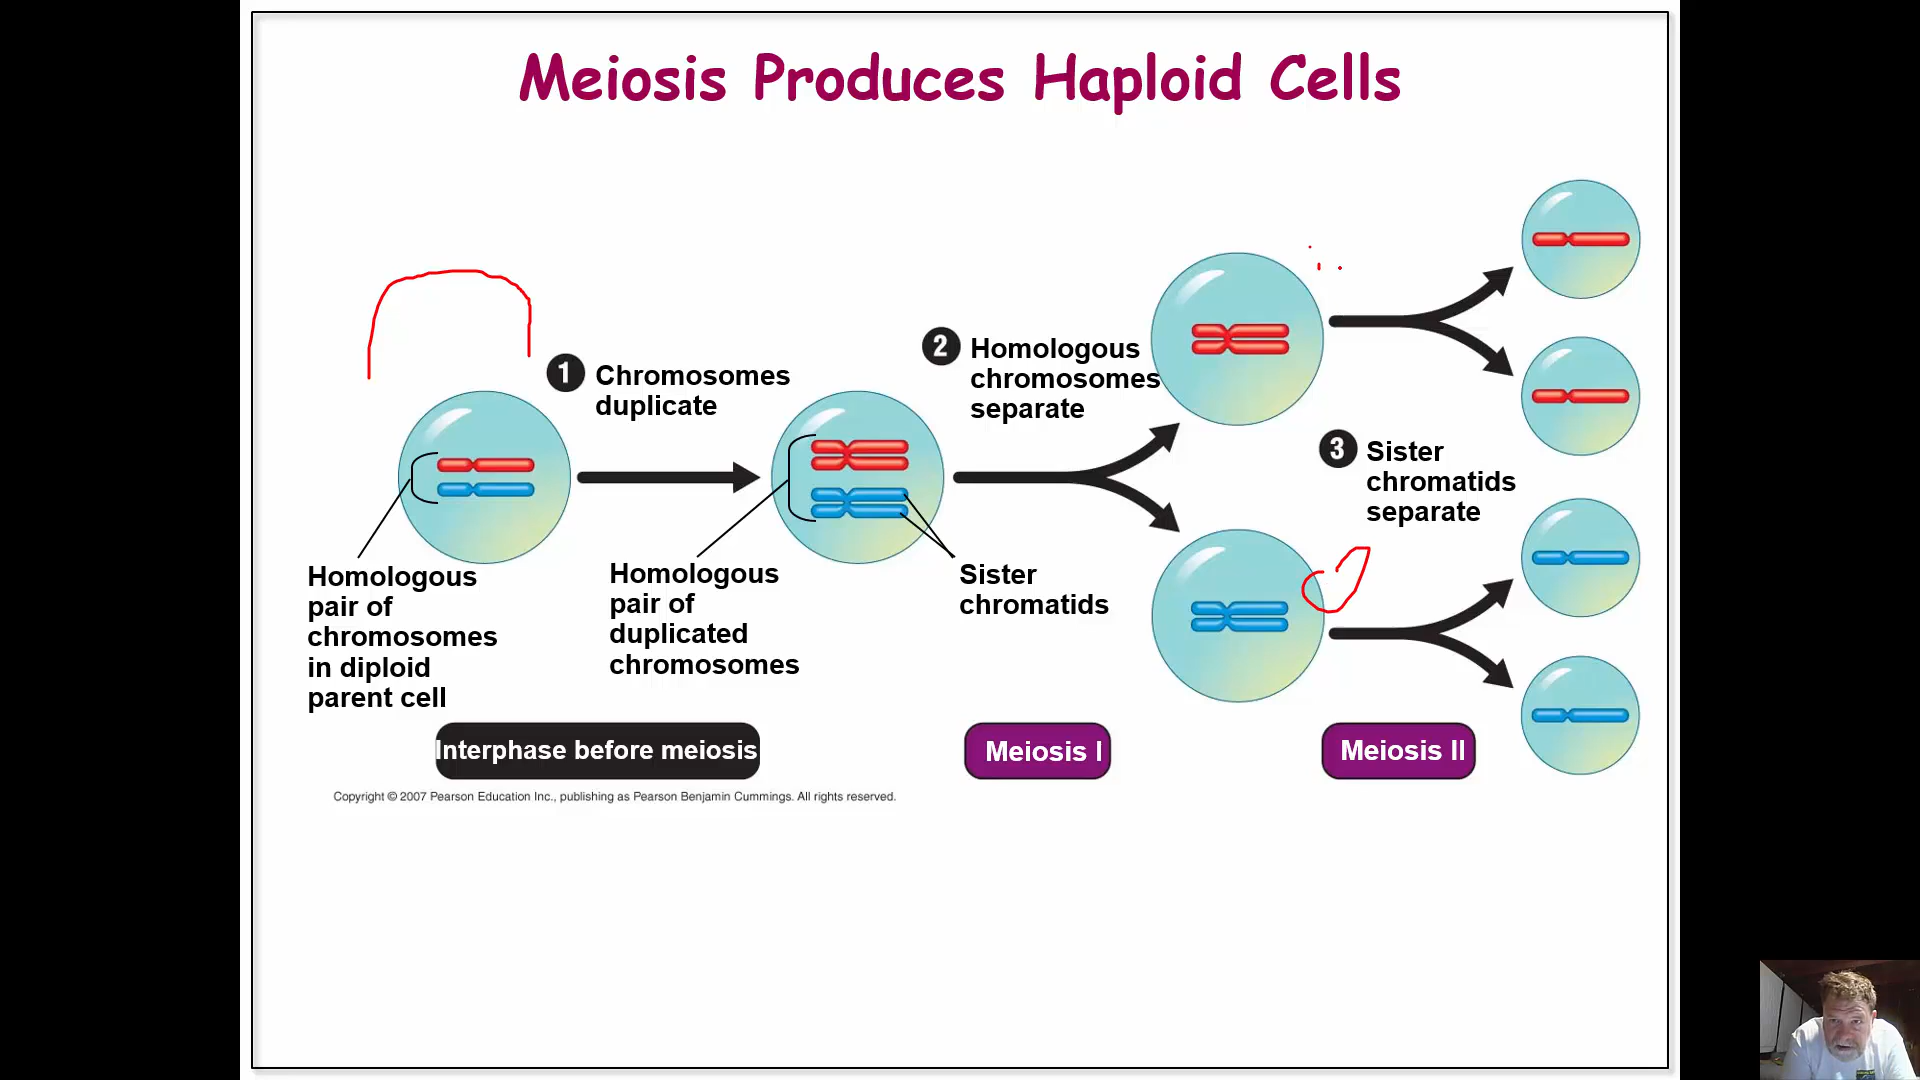 Meiosis Produces Haploid Cells
1
Chromosomes
duplicate
2
Homologous
chromosomes
separate
3
Sister
chromatids
separate
Homologous
pair of
chromosomes
in diploid
parent cell
Homologous
pair of
duplicated
chromosomes
Sister
chromatids
Interphase before meiosis
Meiosis I
Meiosis II
Copyright © 2007 Pearson Education Inc., publishing as Pearson Benjamin Cummings. All rights reserved.